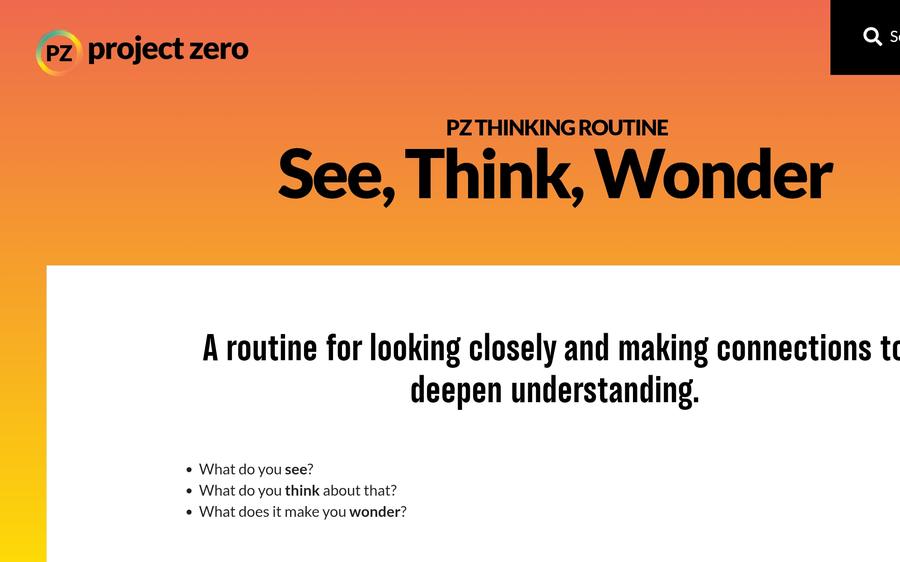 PZ project zero
PZ THINKING ROUTINE
See, Think, Wonder
A routine for looking closely and making connections to
deepen understanding.
• What do you see?
• What do you think about that?
• What does it make you wonder?